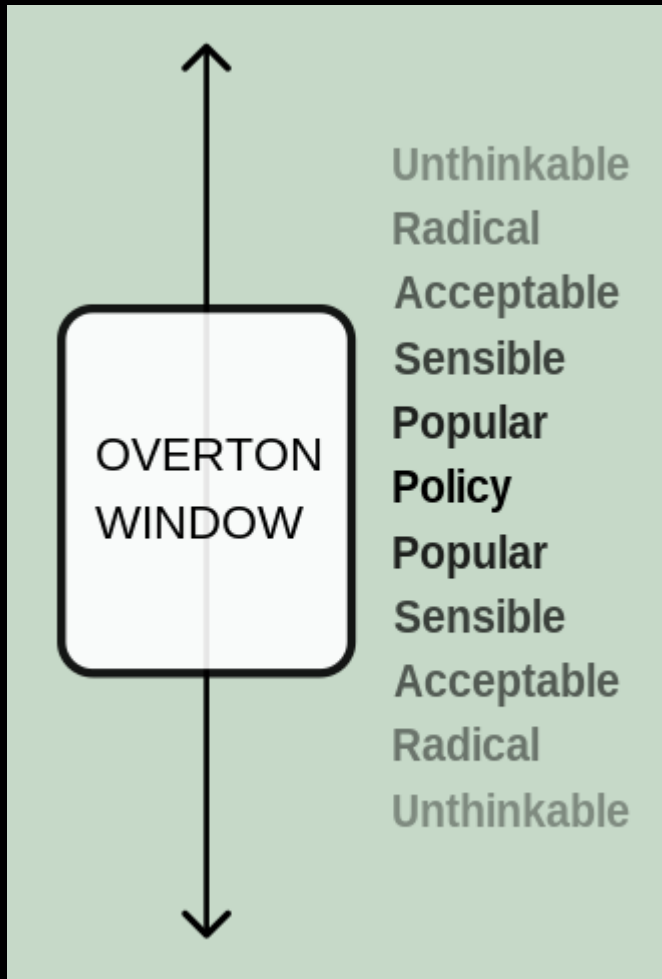 OVERTON
WINDOW
Unthinkable
Radical
Acceptable
Sensible
Popular
Policy
Popular
Sensible
Acceptable
Radical
Unthinkable